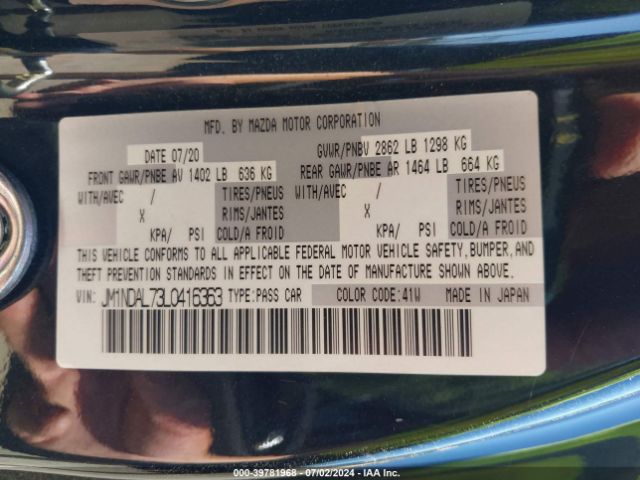 MFD. BY MAZDA MOTOR CORPORATION
DATE 07/20 GVWR/PNBV 2862 LB 1298 KG
FRONT GAWR/PNBE AV 1402 LB 636 KG REAR GAWR/PNBE AR 1464 LB 664 KG
WITH/AVEC / TIRES/PNEUS WITH/AVEC / TIRES/PNEUS
X RIMS/JANTES X RIMS/JANTES
KPA/ PSI COLD/A FROID KPA/ PSI COLD/A FROID
THIS VEHICLE CONFORMS TO ALL APPLICABLE FEDERAL MOTOR VEHICLE SAFETY, BUMPER, AND
THEFT PREVENTION STANDARDS IN EFFECT ON THE DATE OF MANUFACTURE SHOWN ABOVE.
VIN: JM1NDAL73L0416363 TYPE:PASS CAR COLOR CODE:41W MADE IN JAPAN
00-39781968 - 07/02/2024 - IAA Inc.